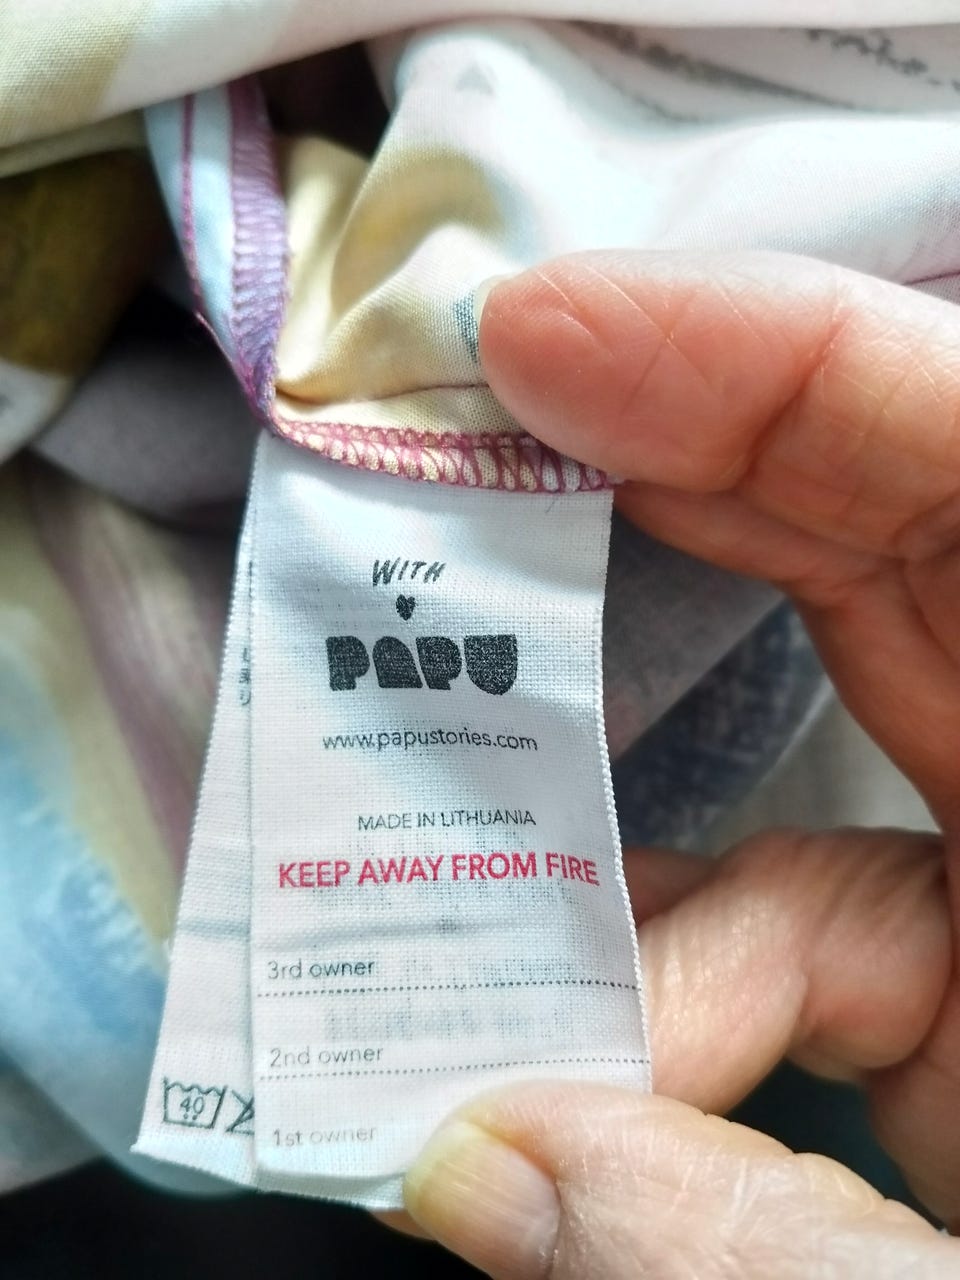 WITH
PAPU
www.papustories.com
MADE IN LITHUANIA
KEEP AWAY FROM FIRE
3rd owner
2nd owner
1st owner
40